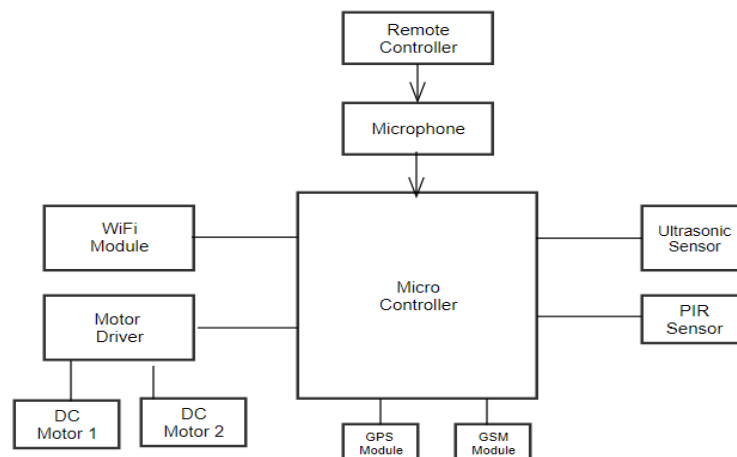 Remote
Controller
Microphone
WiFi
Module
Ultrasonic
Sensor
Micro
Controller
Motor
Driver
PIR
Sensor
DC
Motor 1
DC
Motor 2
GPS
Module
GSM
Module